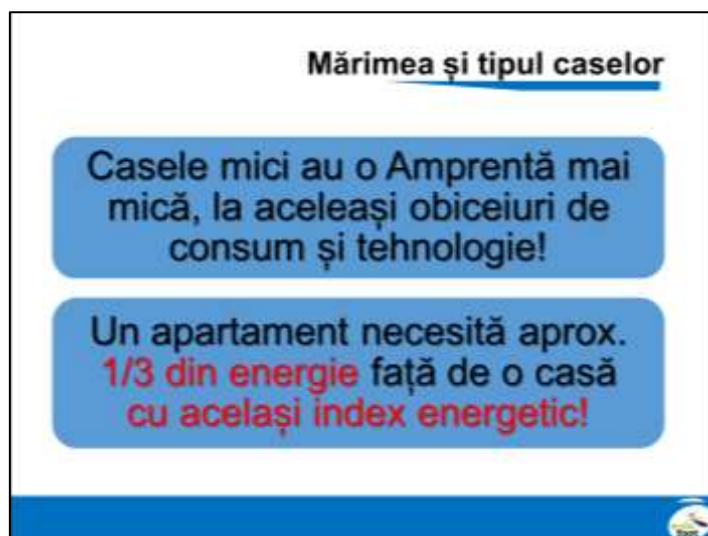 Mărimea și tipul caselor
Casele mici au o Amprentă mai
mică, la aceleași obiceiuri de
consum și tehnologie!
Un apartament necesită aprox.
1/3 din energie față de o casă
cu același index energetic!